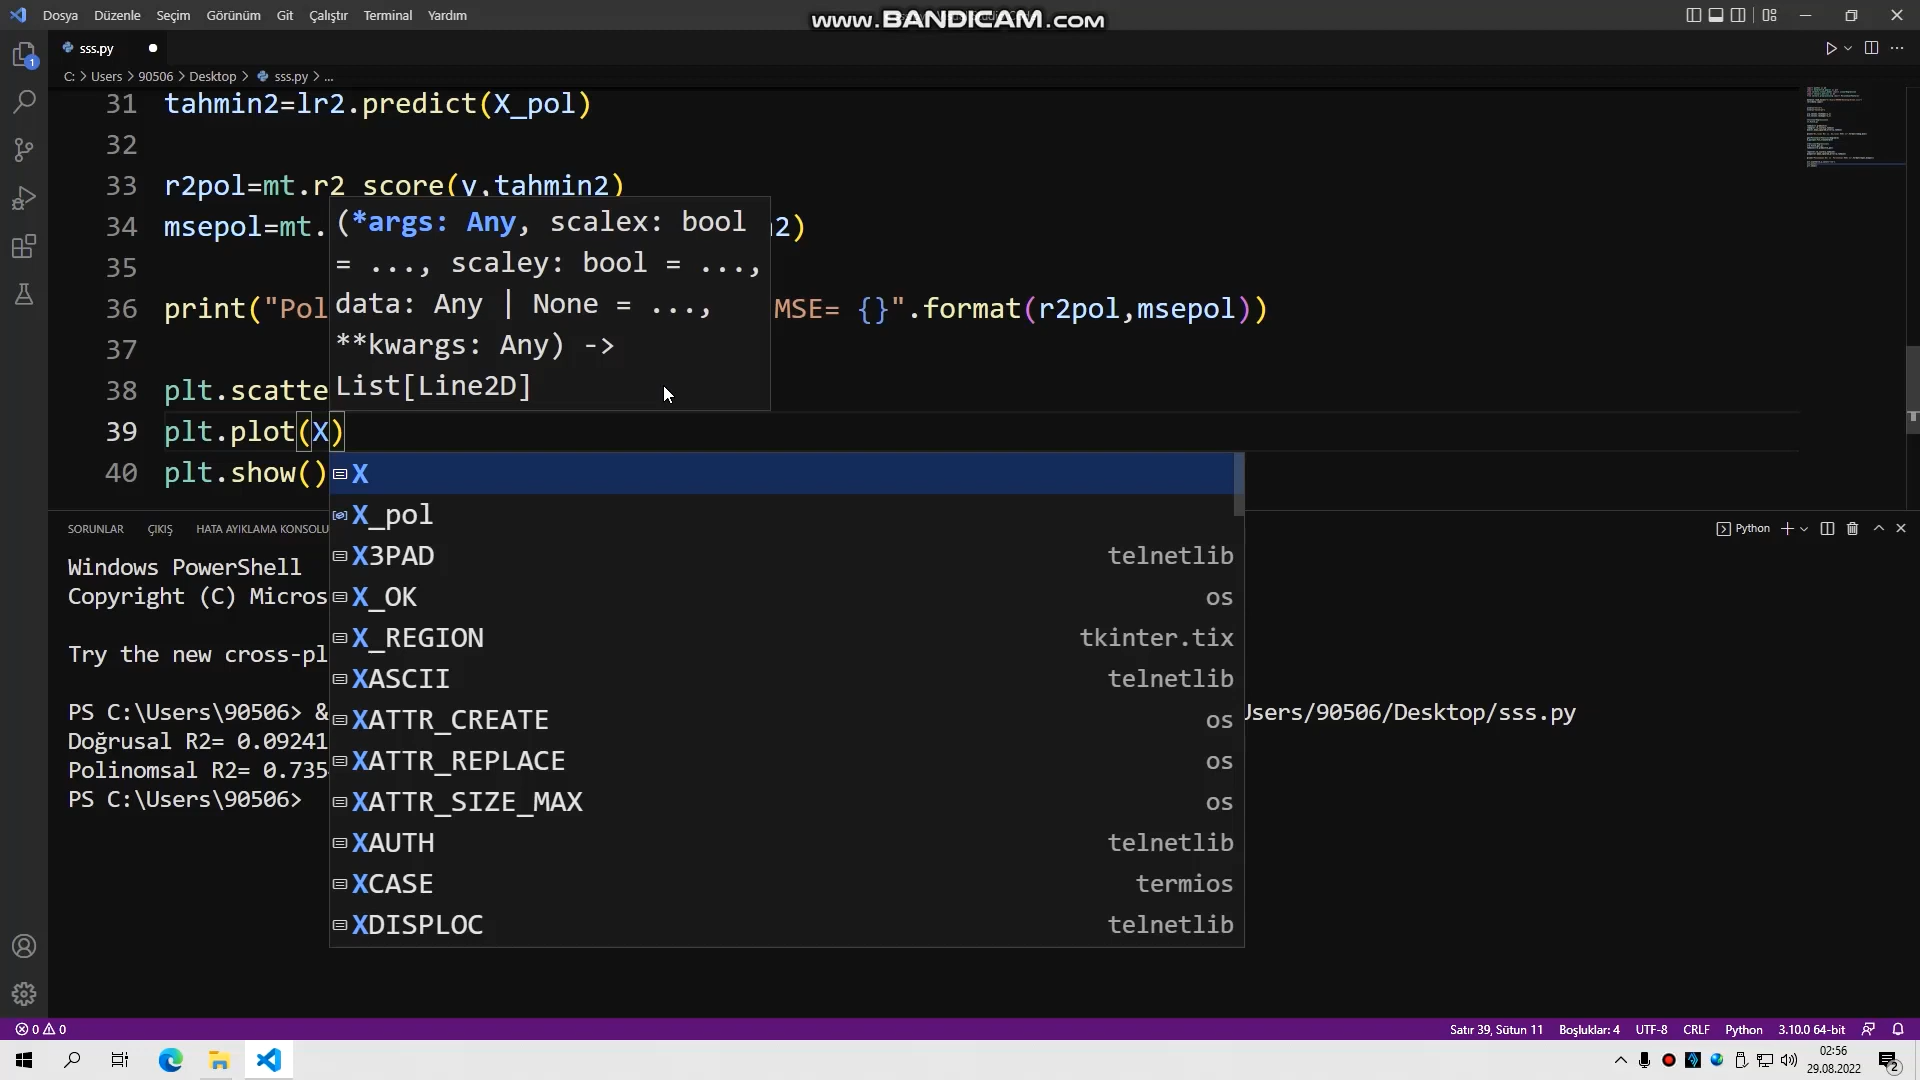 Dosya Düzenle Seçim Görünüm Git Çalıştır Terminal Yardım
www.BANDICAM.com
sss.py
C: > Users > 90506 > Desktop > sss.py > ...
31 tahmin2=lr2.predict(X_pol)
32
33 r2pol=mt.r2_score(y,tahmin2)
34 msepol=mt. n2)
35
36 print("Pol MSE= {}".format(r2pol,msepol))
37
38 plt.scatte
39 plt.plot(X)
40 plt.show()
(*args: Any, scalex: bool
= ..., scaley: bool = ...,
data: Any | None = ...,
**kwargs: Any) ->
List[Line2D]
X
X_pol
X3PAD telnetlib
X_OK os
X_REGION tkinter.tix
XASCII telnetlib
XATTR_CREATE os
XATTR_REPLACE os
XATTR_SIZE_MAX os
XAUTH telnetlib
XCASE termios
XDISPLOC telnetlib
SORUNLAR ÇIKIŞ HATA AYIKLAMA KONSOLU
Python
Windows PowerShell
Copyright (C) Micros
Try the new cross-pl
PS C:\Users\90506> & Users/90506/Desktop/sss.py
Doğrusal R2= 0.09241
Polinomsal R2= 0.735
PS C:\Users\90506>
0 0
Satır 39, Sütun 11 Boşluklar: 4 UTF-8 CRLF Python 3.10.0 64-bit
02:56
29.08.2022
1
2